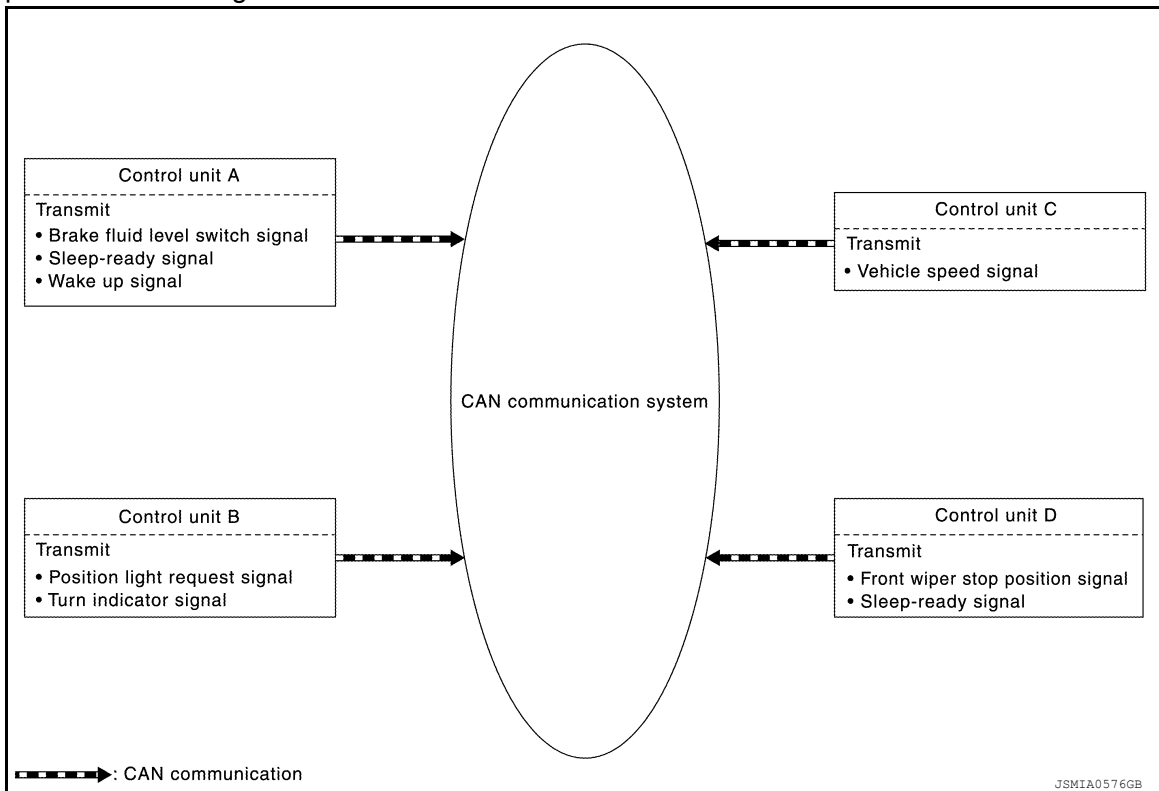 Control unit A
Transmit
• Brake fluid level switch signal
• Sleep-ready signal
• Wake up signal
Control unit C
Transmit
• Vehicle speed signal
CAN communication system
Control unit B
Transmit
• Position light request signal
• Turn indicator signal
Control unit D
Transmit
• Front wiper stop position signal
• Sleep-ready signal
: CAN communication
JSMIA0576GB